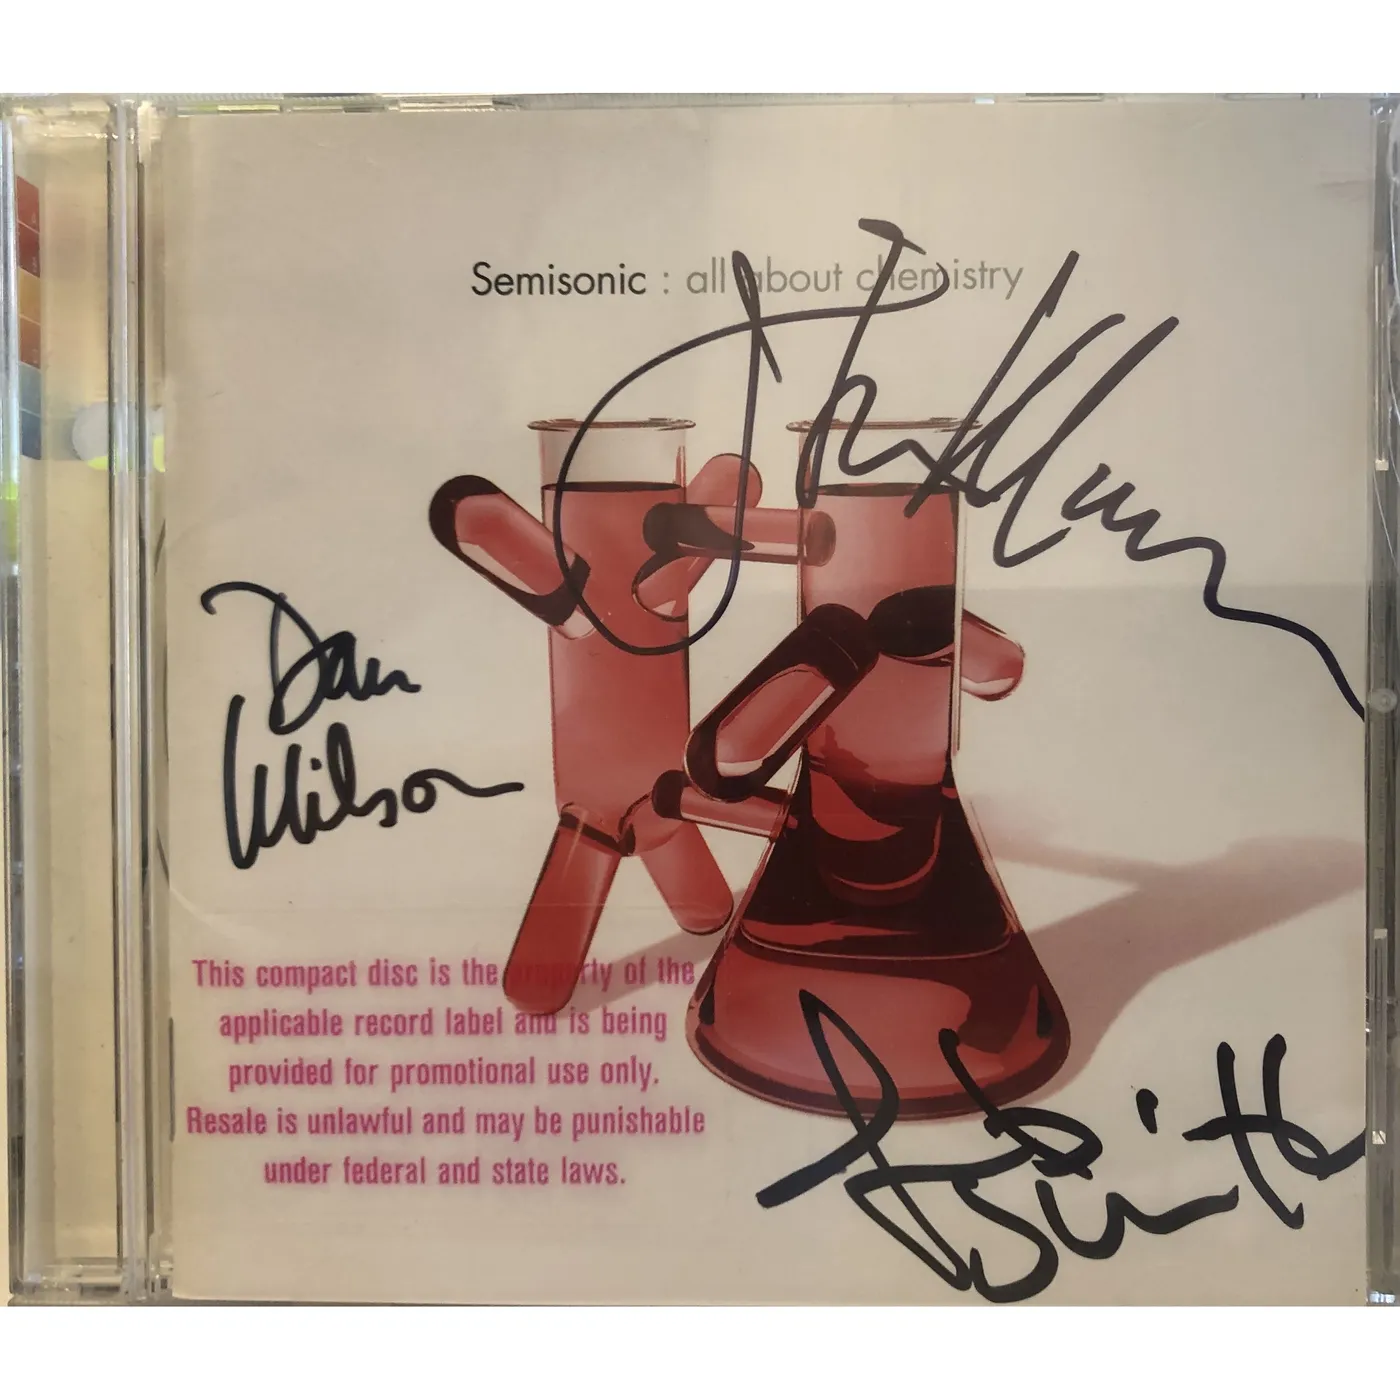 Semisonic : all about chemistry
Dan
Wilson
This compact disc is the property of the
applicable record label and is being
provided for promotional use only.
Resale is unlawful and may be punishable
under federal and state laws.